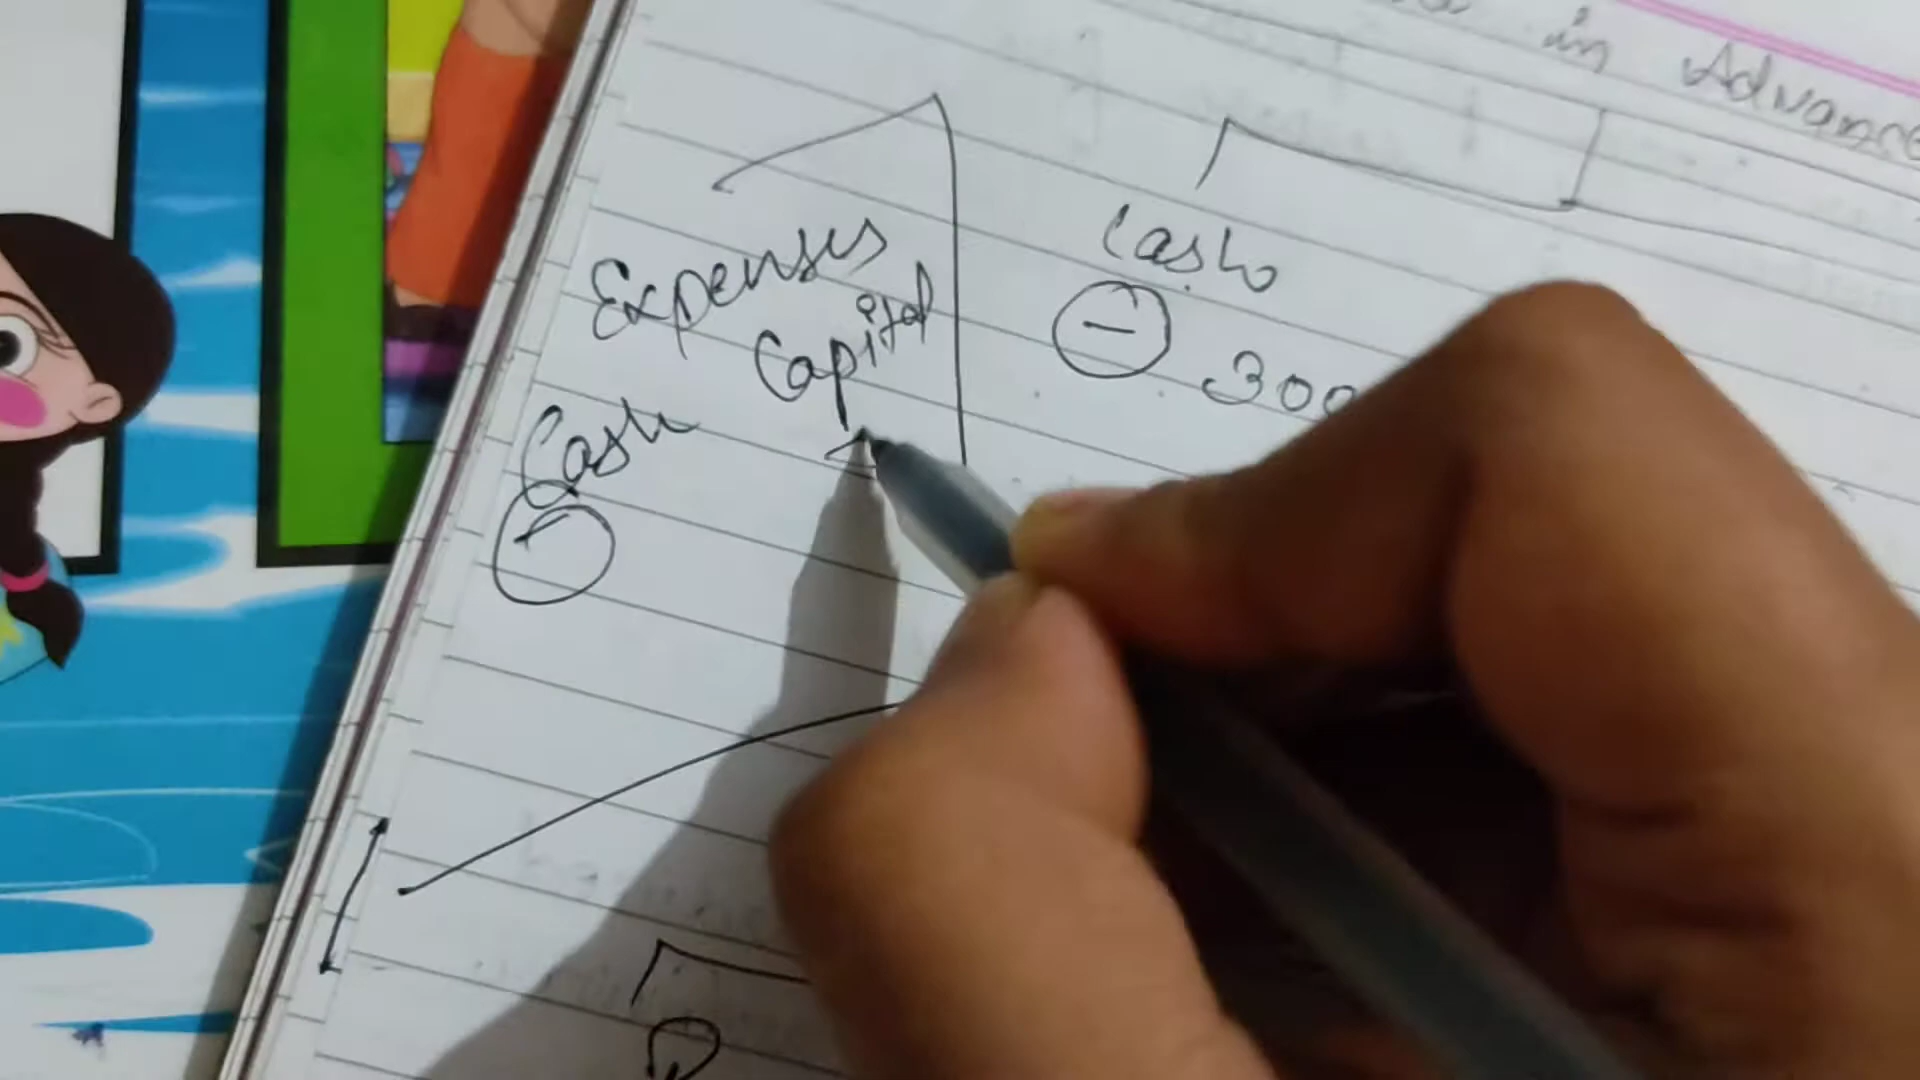 in Advance
Expenses
Cash
Capital
- 300
Cash
-